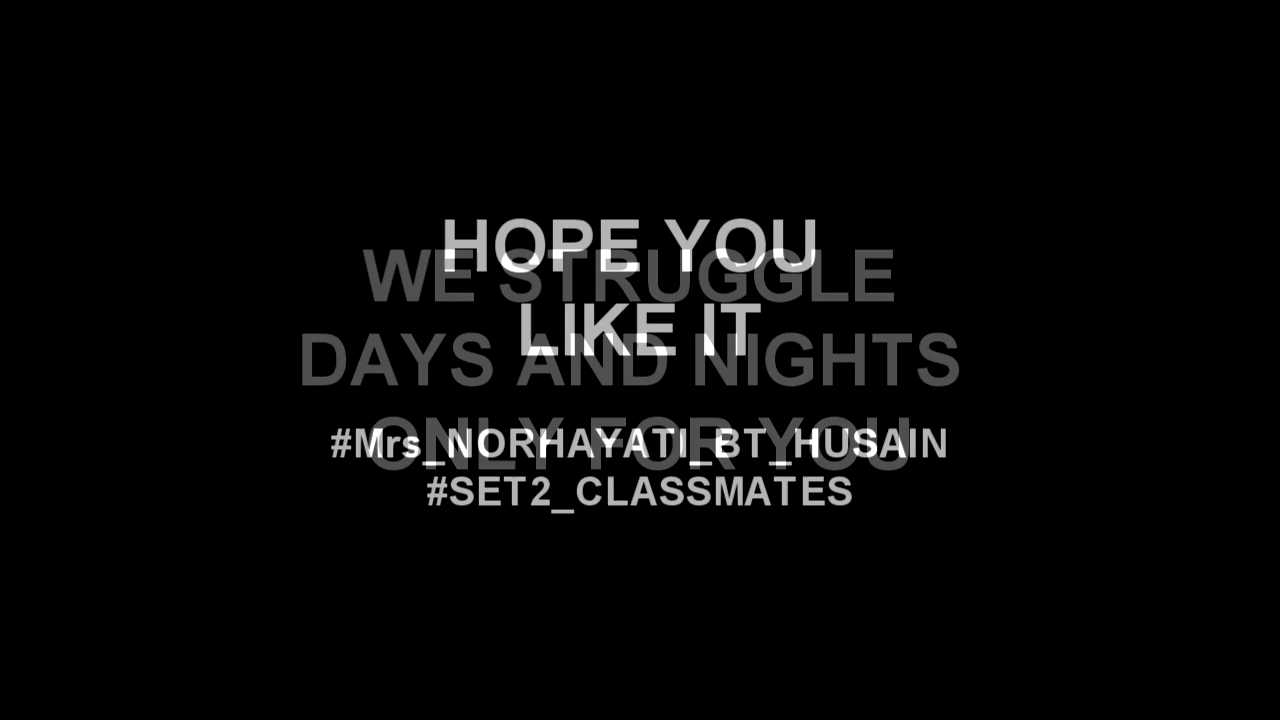 HOPE YOU
LIKE IT
#Mrs_NORHAYATI_BT_HUSAIN
#SET2_CLASSMATES
WE STRUGGLE
DAYS AND NIGHTS
ONLY FOR YOU